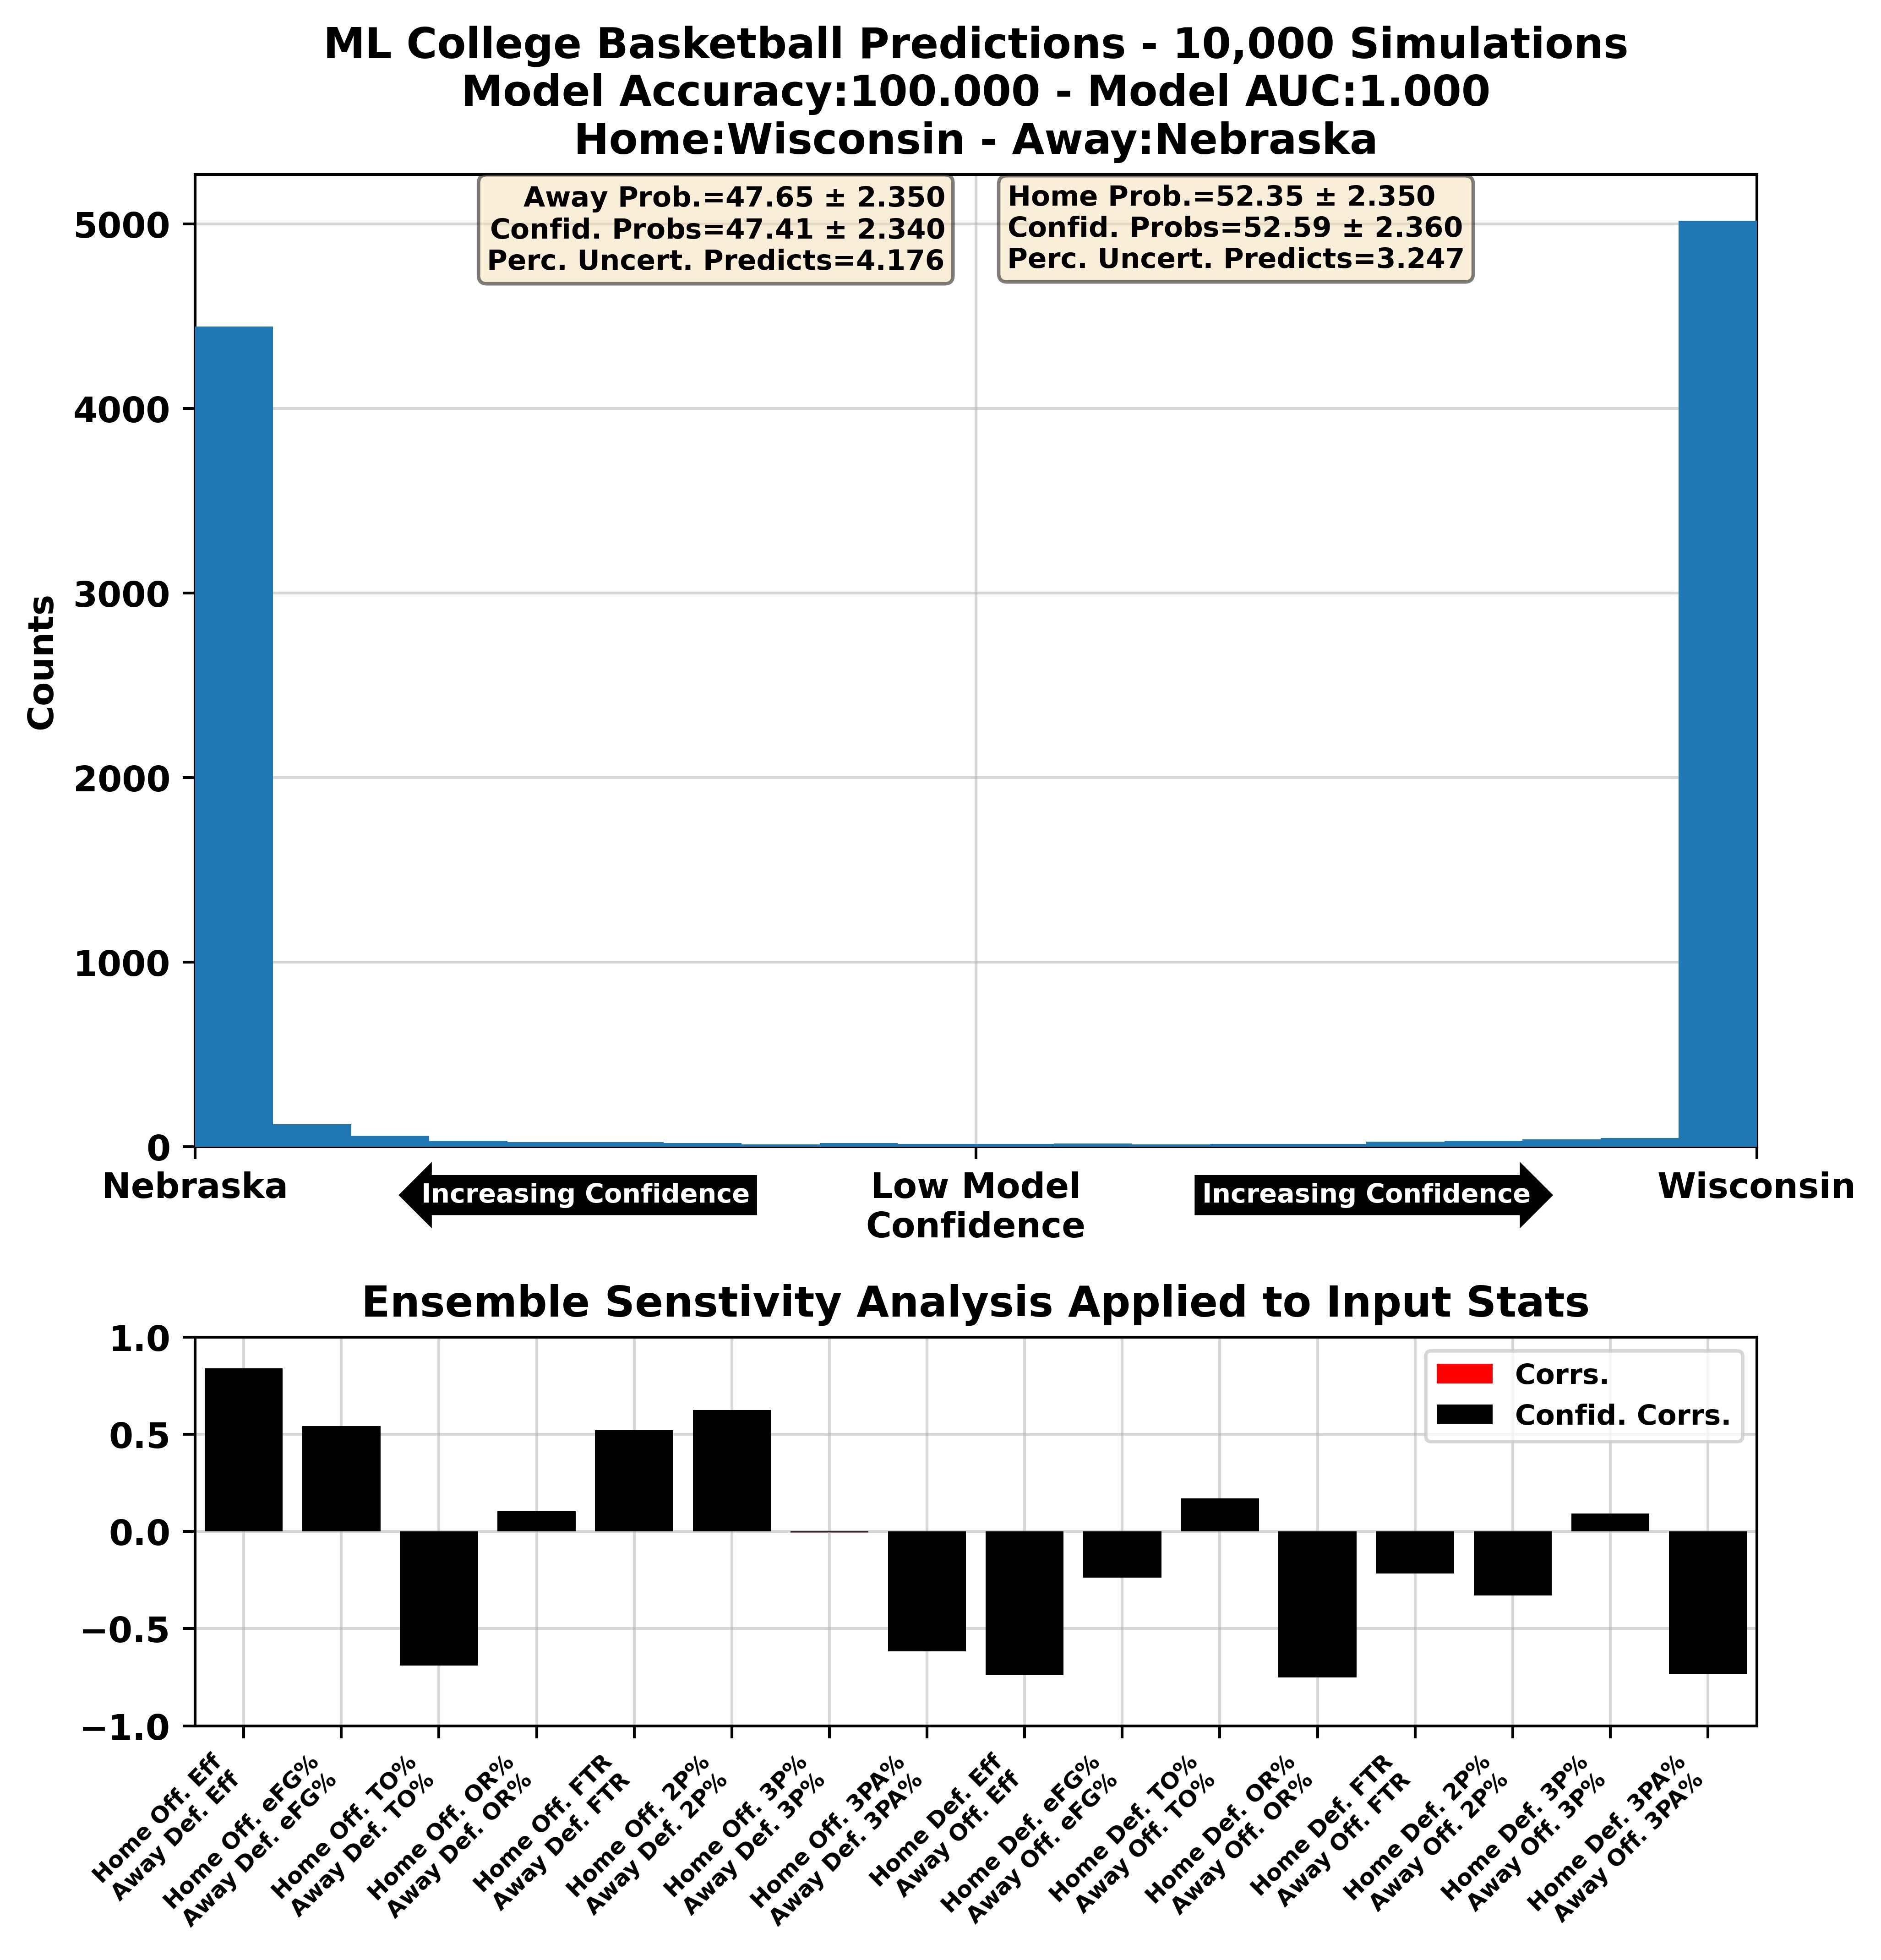 ML College Basketball Predictions - 10,000 Simulations
Model Accuracy:100.000 - Model AUC:1.000
Home:Wisconsin - Away:Nebraska
Away Prob.=47.65 ± 2.350
Confid. Probs=47.41 ± 2.340
Perc. Uncert. Predicts=4.176
Home Prob.=52.35 ± 2.350
Confid. Probs=52.59 ± 2.360
Perc. Uncert. Predicts=3.247
Counts
5000
4000
3000
2000
1000
0
Nebraska
Increasing Confidence
Low Model
Confidence
Increasing Confidence
Wisconsin
Ensemble Senstivity Analysis Applied to Input Stats
1.0
0.5
0.0
−0.5
−1.0
Corrs.
Confid. Corrs.
Home Off. Eff
Away Def. Eff
Home Off. eFG%
Away Def. eFG%
Home Off. TO%
Away Def. TO%
Home Off. OR%
Away Def. OR%
Home Off. FTR
Away Def. FTR
Home Off. 2P%
Away Def. 2P%
Home Off. 3P%
Away Def. 3P%
Home Off. 3PA%
Away Def. 3PA%
Home Def. Eff
Away Off. Eff
Home Def. eFG%
Away Off. eFG%
Home Def. TO%
Away Off. TO%
Home Def. OR%
Away Off. OR%
Home Def. FTR
Away Off. FTR
Home Def. 2P%
Away Off. 2P%
Home Def. 3P%
Away Off. 3P%
Home Def. 3PA%
Away Off. 3PA%